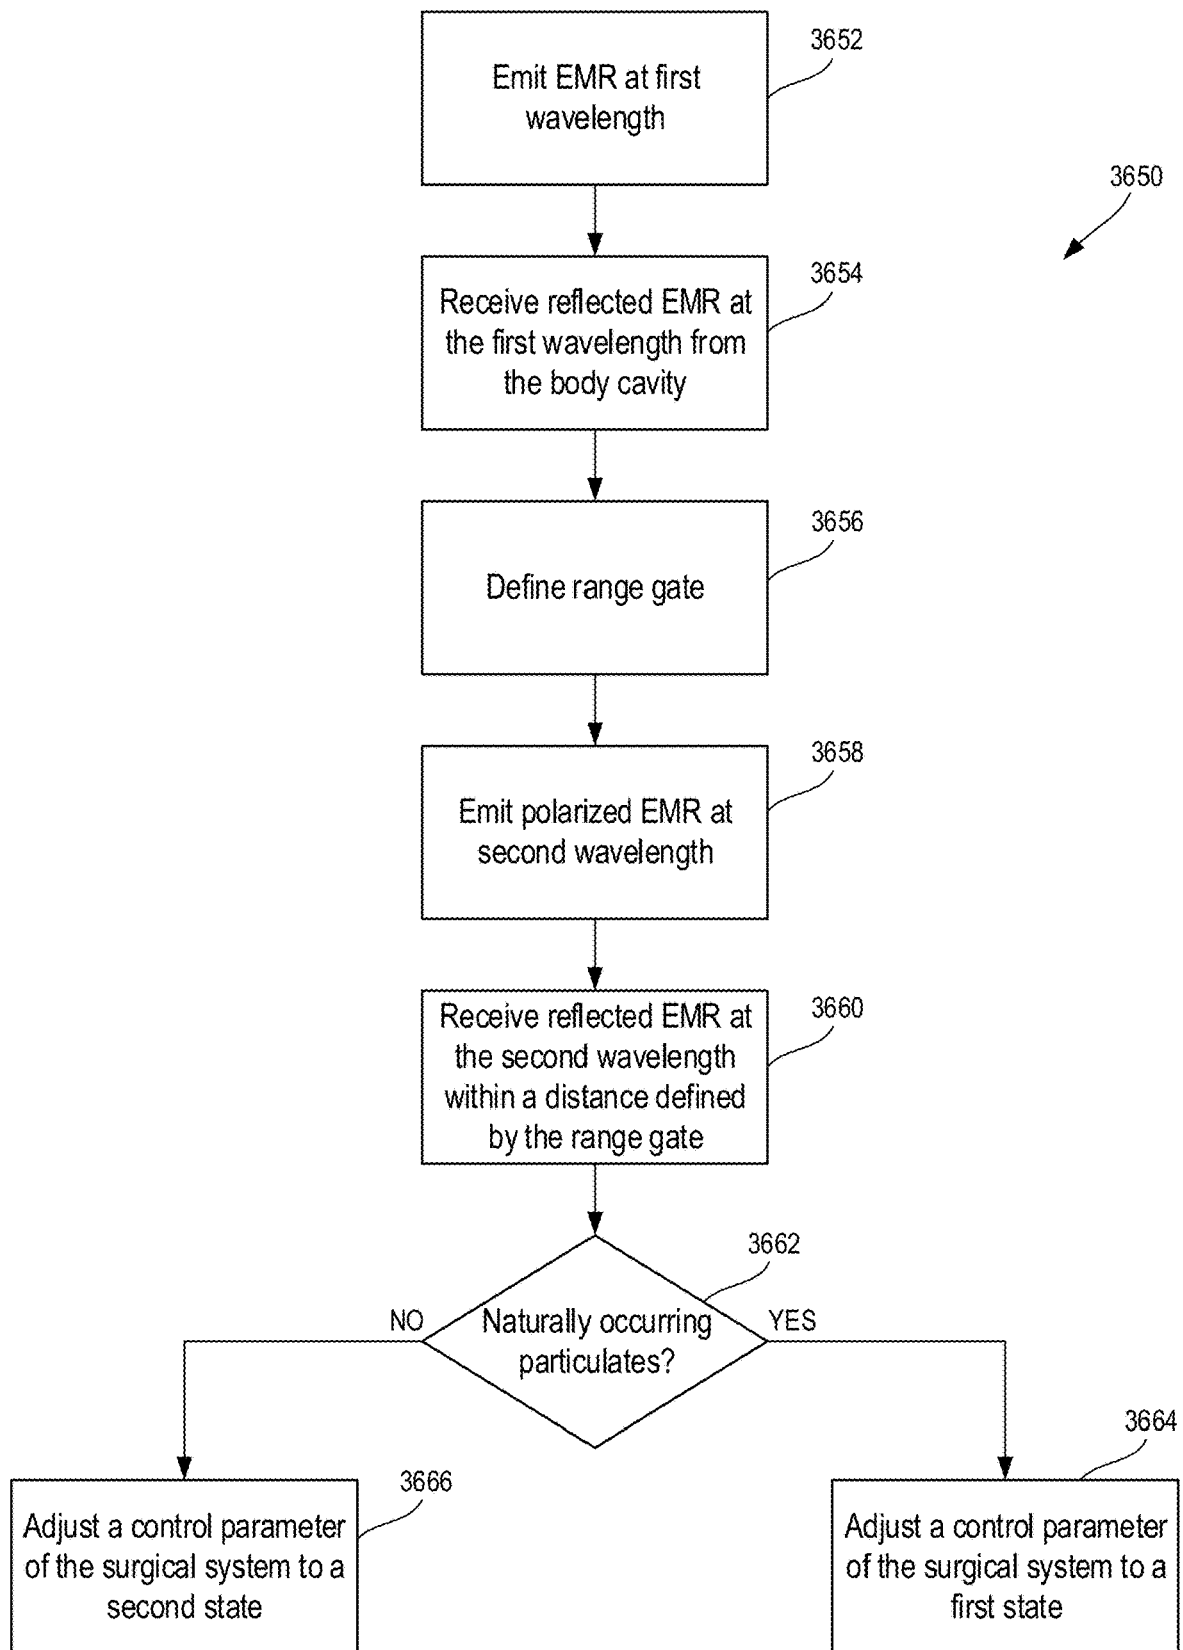 3652
Emit EMR at first
wavelength
3650
3654
Receive reflected EMR at
the first wavelength from
the body cavity
3656
Define range gate
3658
Emit polarized EMR at
second wavelength
3660
Receive reflected EMR at
the second wavelength
within a distance defined
by the range gate
3662
NO
Naturally occurring
particulates?
YES
3666
Adjust a control parameter
of the surgical system to a
second state
3664
Adjust a control parameter
of the surgical system to a
first state